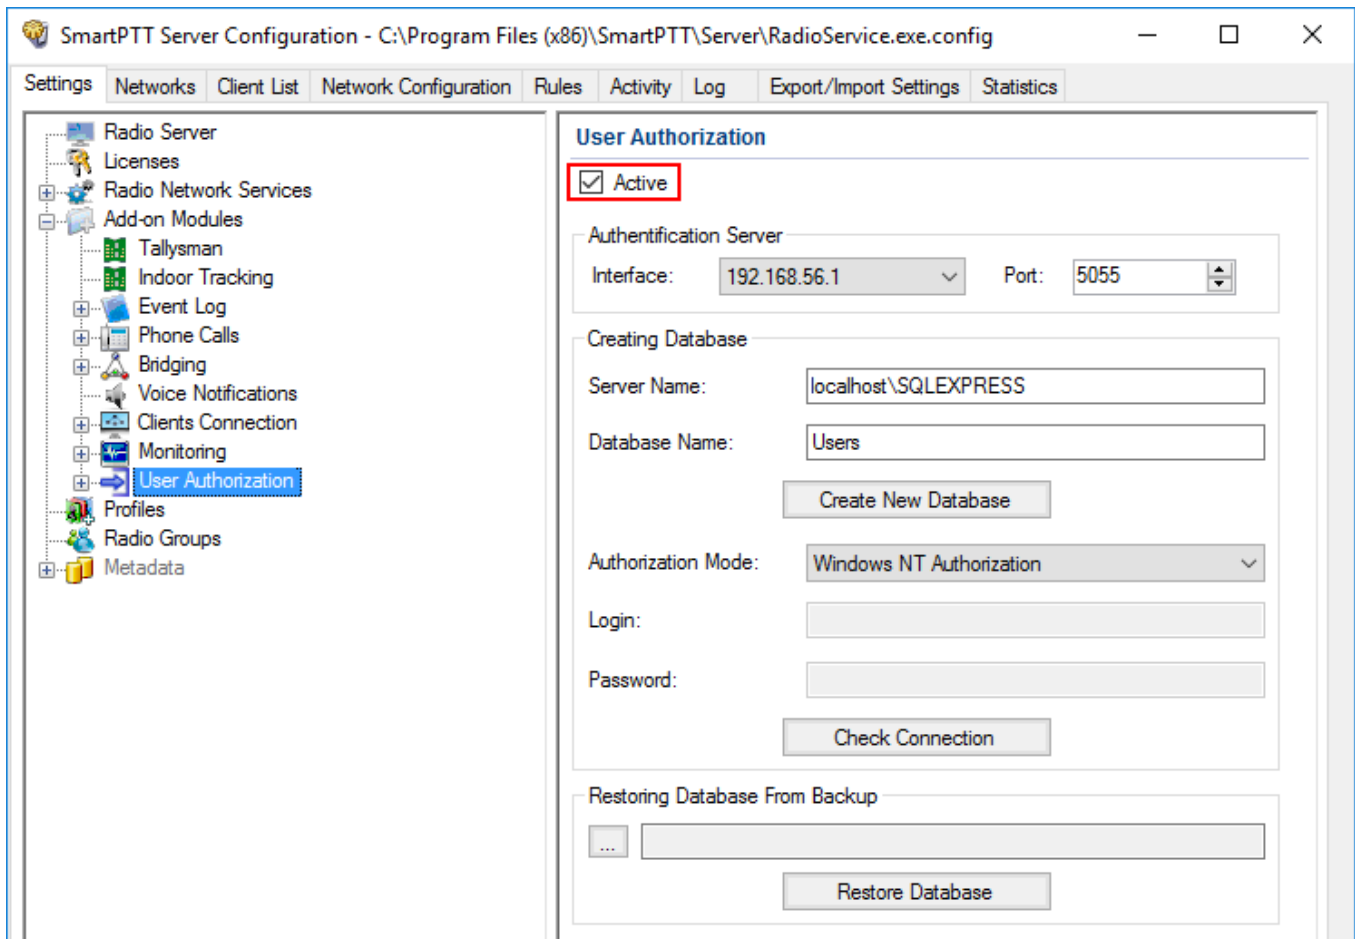 SmartPTT Server Configuration - C:\Program Files (x86)\SmartPTT\Server\RadioService.exe.config
Settings Networks Client List Network Configuration Rules Activity Log Export/Import Settings Statistics
Radio Server
Licenses
Radio Network Services
Add-on Modules
Tallysman
Indoor Tracking
Event Log
Phone Calls
Bridging
Voice Notifications
Clients Connection
Monitoring
User Authorization
Profiles
Radio Groups
Metadata
User Authorization
Active
Authentification Server
Interface: 192.168.56.1 Port: 5055
Creating Database
Server Name: localhost\SQLEXPRESS
Database Name: Users
Create New Database
Authorization Mode: Windows NT Authorization
Login:
Password:
Check Connection
Restoring Database From Backup
...
Restore Database